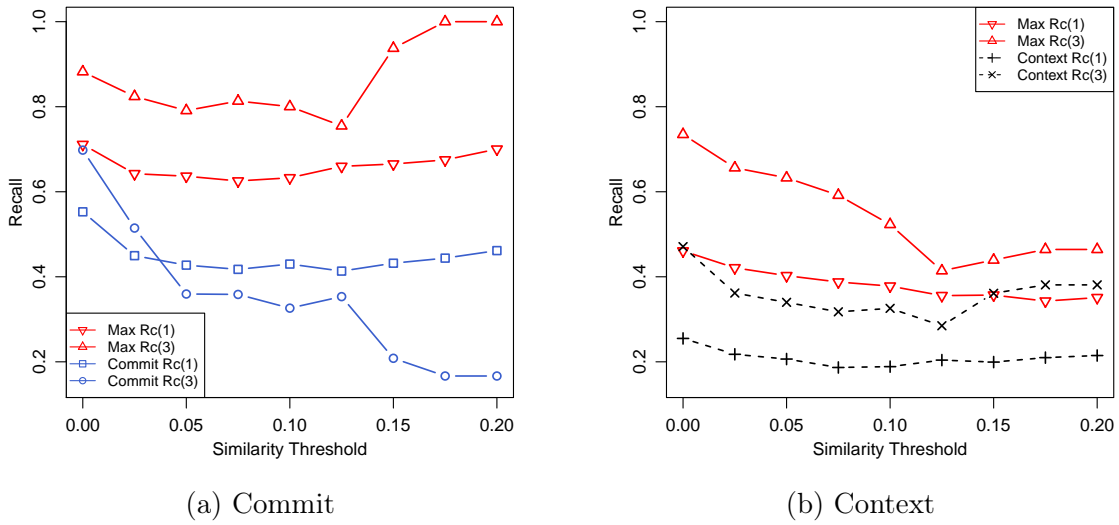 1.0
0.8
0.6
0.4
0.2
Recall
Max Rc(1)
Max Rc(3)
Commit Rc(1)
Commit Rc(3)
0.00 0.05 0.10 0.15 0.20
Similarity Threshold
(a) Commit
1.0
0.8
0.6
0.4
0.2
Recall
Max Rc(1)
Max Rc(3)
Context Rc(1)
Context Rc(3)
0.00 0.05 0.10 0.15 0.20
Similarity Threshold
(b) Context